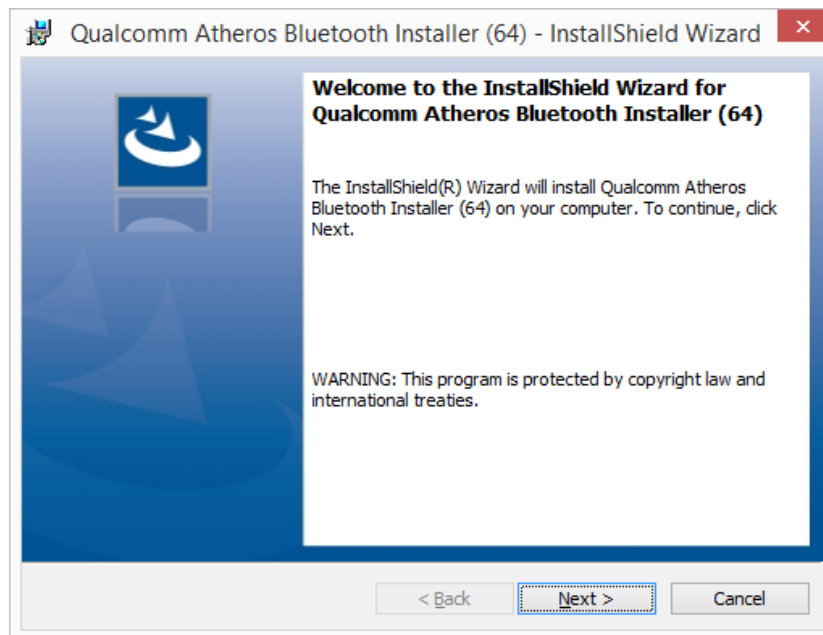 Qualcomm Atheros Bluetooth Installer (64) - InstallShield Wizard
Welcome to the InstallShield Wizard for
Qualcomm Atheros Bluetooth Installer (64)
The InstallShield(R) Wizard will install Qualcomm Atheros
Bluetooth Installer (64) on your computer. To continue, click
Next.
WARNING: This program is protected by copyright law and
international treaties.
< Back Next > Cancel